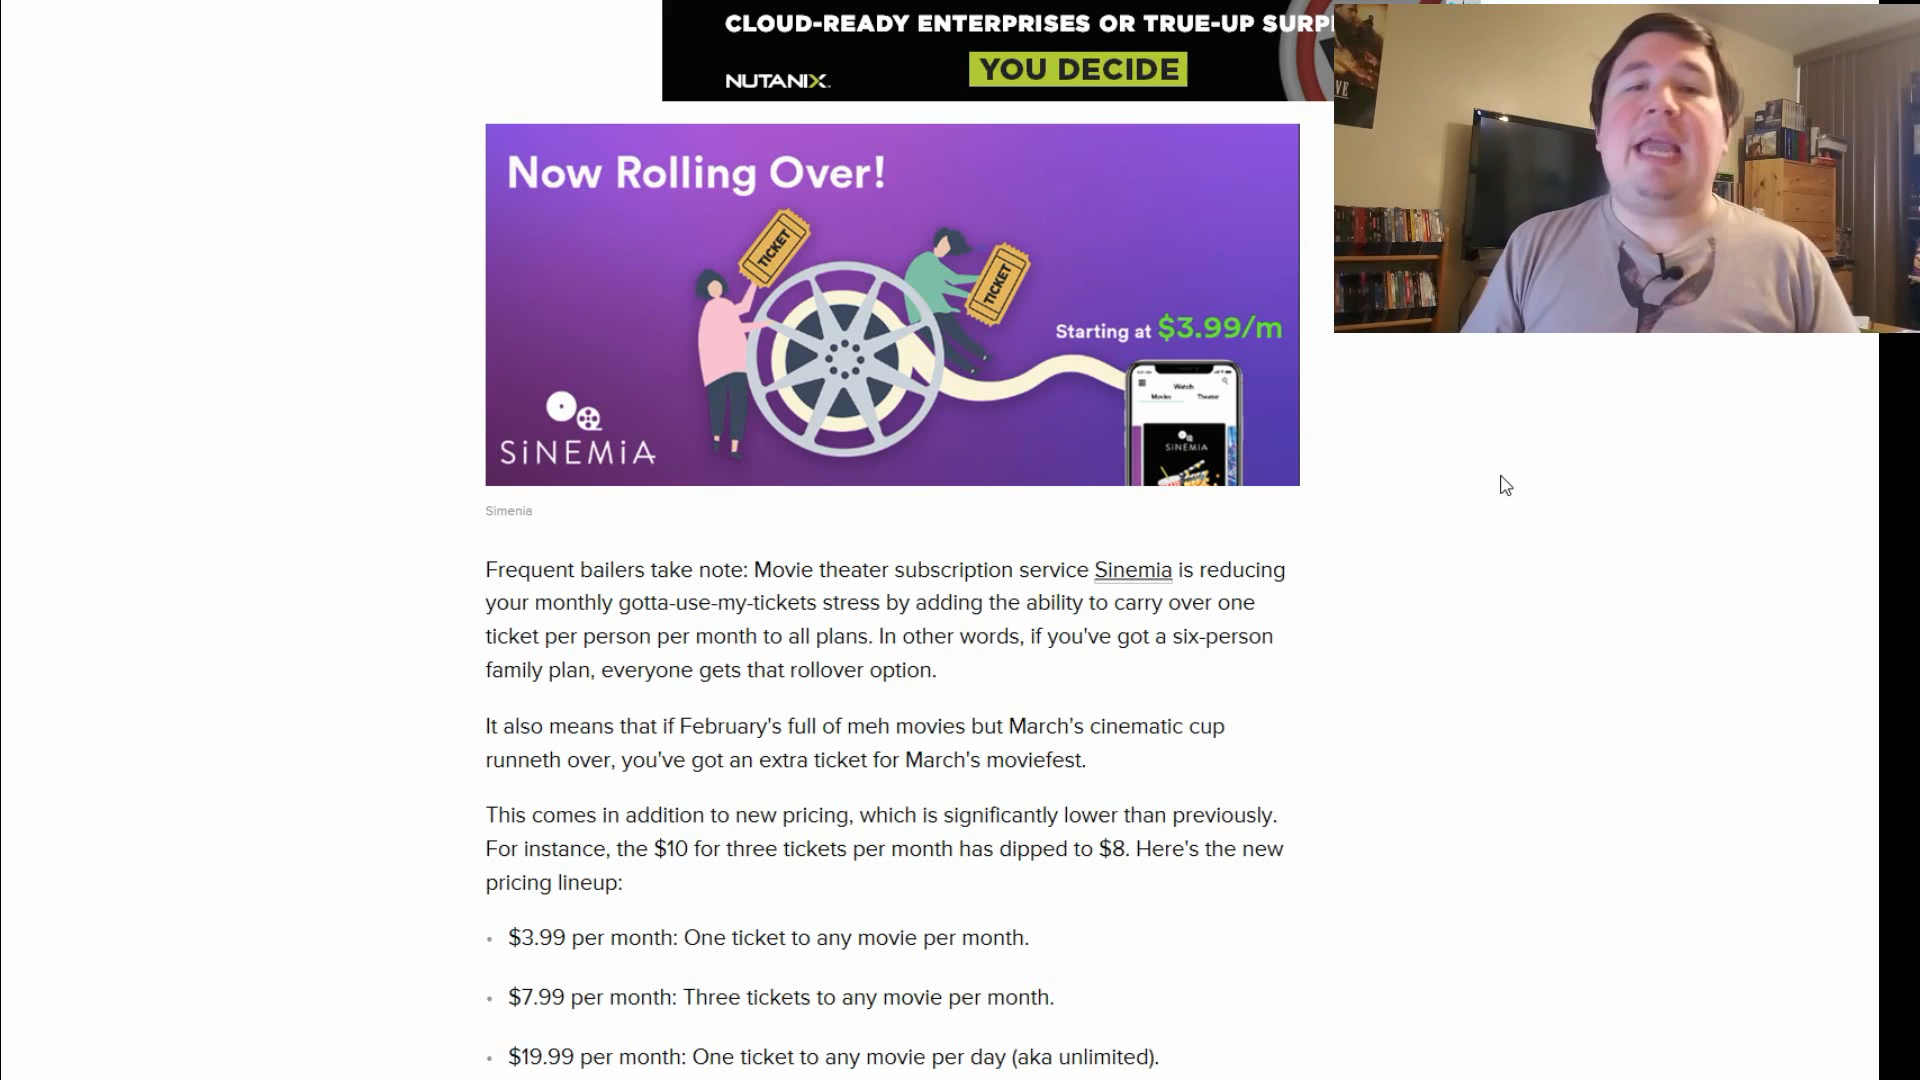 CLOUD-READY ENTERPRISES OR TRUE-UP SURP
YOU DECIDE
NUTANIX
VE
Now Rolling Over!
TICKET
TICKET
Starting at $3.99/m
Watch
Movies Theater
SiNEMiA
SiNEMiA
Simenia
Frequent bailers take note: Movie theater subscription service Sinemia is reducing
your monthly gotta-use-my-tickets stress by adding the ability to carry over one
ticket per person per month to all plans. In other words, if you've got a six-person
family plan, everyone gets that rollover option.
It also means that if February's full of meh movies but March's cinematic cup
runneth over, you've got an extra ticket for March's moviefest.
This comes in addition to new pricing, which is significantly lower than previously.
For instance, the $10 for three tickets per month has dipped to $8. Here's the new
pricing lineup:
• $3.99 per month: One ticket to any movie per month.
• $7.99 per month: Three tickets to any movie per month.
• $19.99 per month: One ticket to any movie per day (aka unlimited).